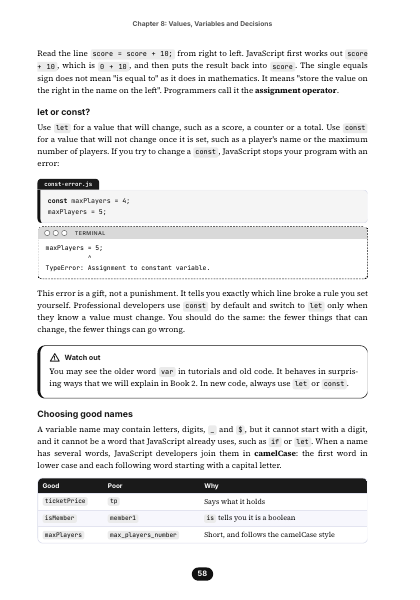 Chapter 8: Values, Variables and Decisions
Read the line score = score + 10; from right to left. JavaScript first works out score
+ 10, which is 0 + 10, and then puts the result back into score. The single equals
sign does not mean "is equal to" as it does in mathematics. It means "store the value on
the right in the name on the left". Programmers call it the assignment operator.
let or const?
Use let for a value that will change, such as a score, a counter or a total. Use const
for a value that will not change once it is set, such as a player's name or the maximum
number of players. If you try to change a const, JavaScript stops your program with an
error:
const-error.js
const maxPlayers = 4;
maxPlayers = 5;
TERMINAL
maxPlayers = 5;
^
TypeError: Assignment to constant variable.
This error is a gift, not a punishment. It tells you exactly which line broke a rule you set
yourself. Professional developers use const by default and switch to let only when
they know a value must change. You should do the same: the fewer things that can
change, the fewer things can go wrong.
Watch out
You may see the older word var in tutorials and old code. It behaves in surpris-
ing ways that we will explain in Book 2. In new code, always use let or const.
Choosing good names
A variable name may contain letters, digits, _ and $, but it cannot start with a digit,
and it cannot be a word that JavaScript already uses, such as if or let. When a name
has several words, JavaScript developers join them in camelCase: the first word in
lower case and each following word starting with a capital letter.
Good Poor Why
ticketPrice tp Says what it holds
isMember member1 is tells you it is a boolean
maxPlayers max_players_number Short, and follows the camelCase style
58